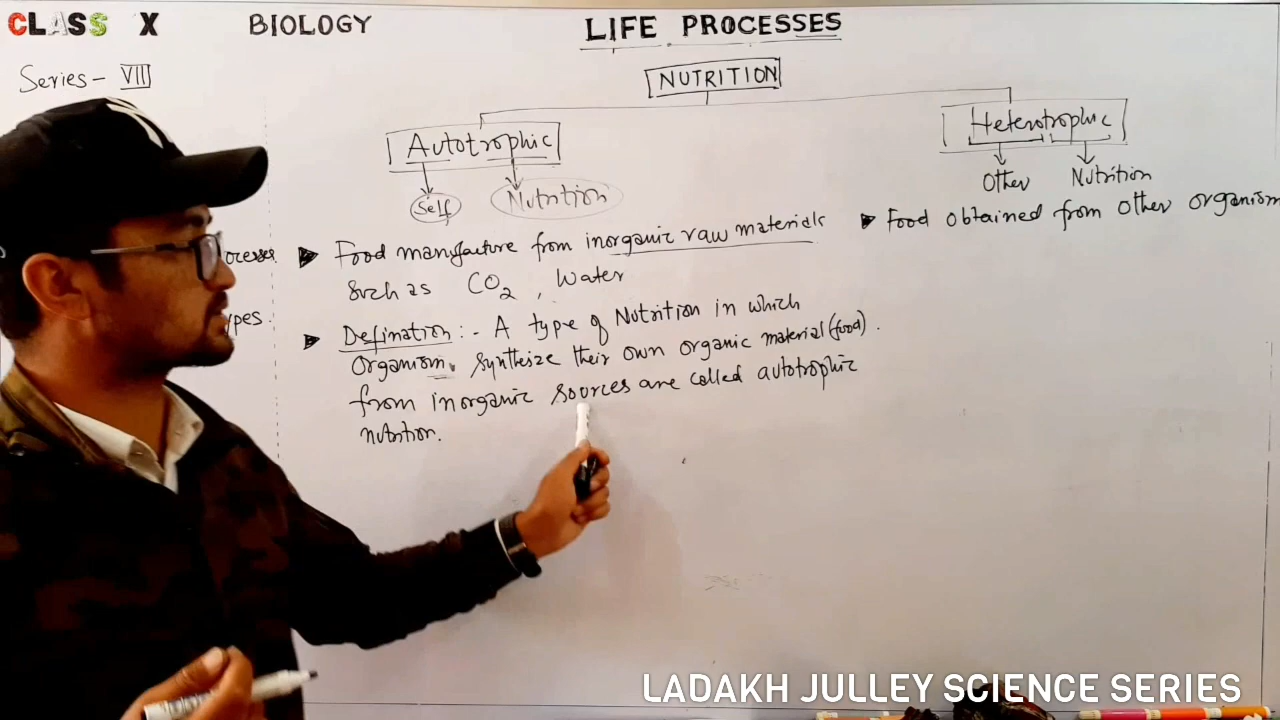 CLASS X BIOLOGY LIFE PROCESSES
Series - VII
NUTRITION
Autotrophic
Heterotrophic
Self Nutrition
Other Nutrition
Food manufacture from inorganic raw materials
such as CO2, Water
Food obtained from other organism
Defination :- A type of Nutrition in which
organism synthesize their own organic material (food).
from inorganic sources are called autotrophic
nutrition.
LADAKH JULLEY SCIENCE SERIES